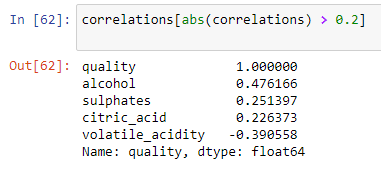 In [62]: correlations[abs(correlations) > 0.2]
Out[62]: quality 1.000000
alcohol 0.476166
sulphates 0.251397
citric_acid 0.226373
volatile_acidity -0.390558
Name: quality, dtype: float64